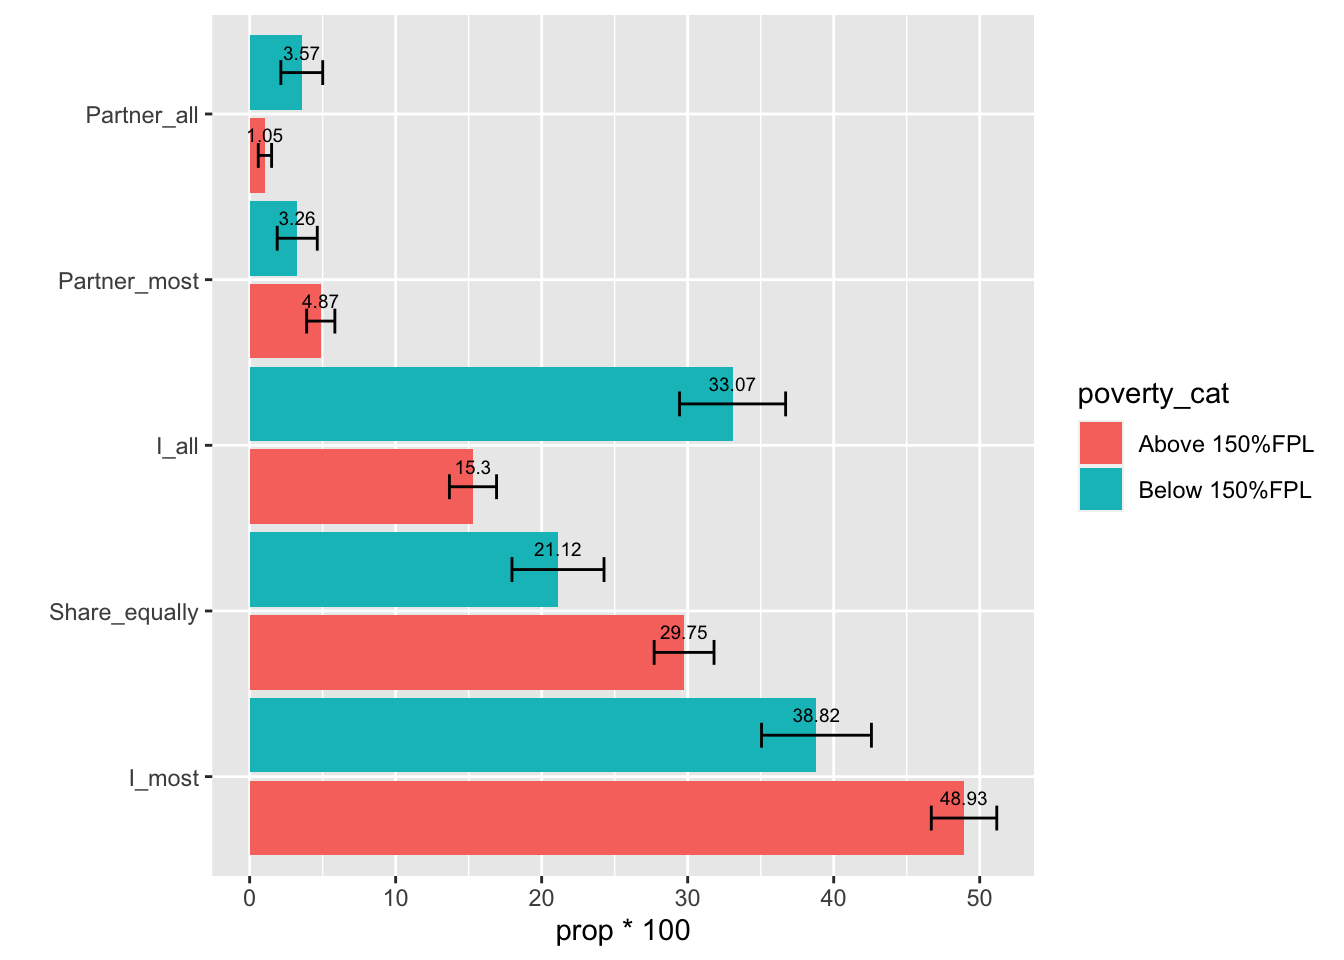 3.57
Partner_all
1.05
3.26
Partner_most
4.87
33.07
I_all
15.3
21.12
Share_equally
29.75
38.82
I_most
48.93
0 10 20 30 40 50
prop * 100
poverty_cat
Above 150%FPL
Below 150%FPL